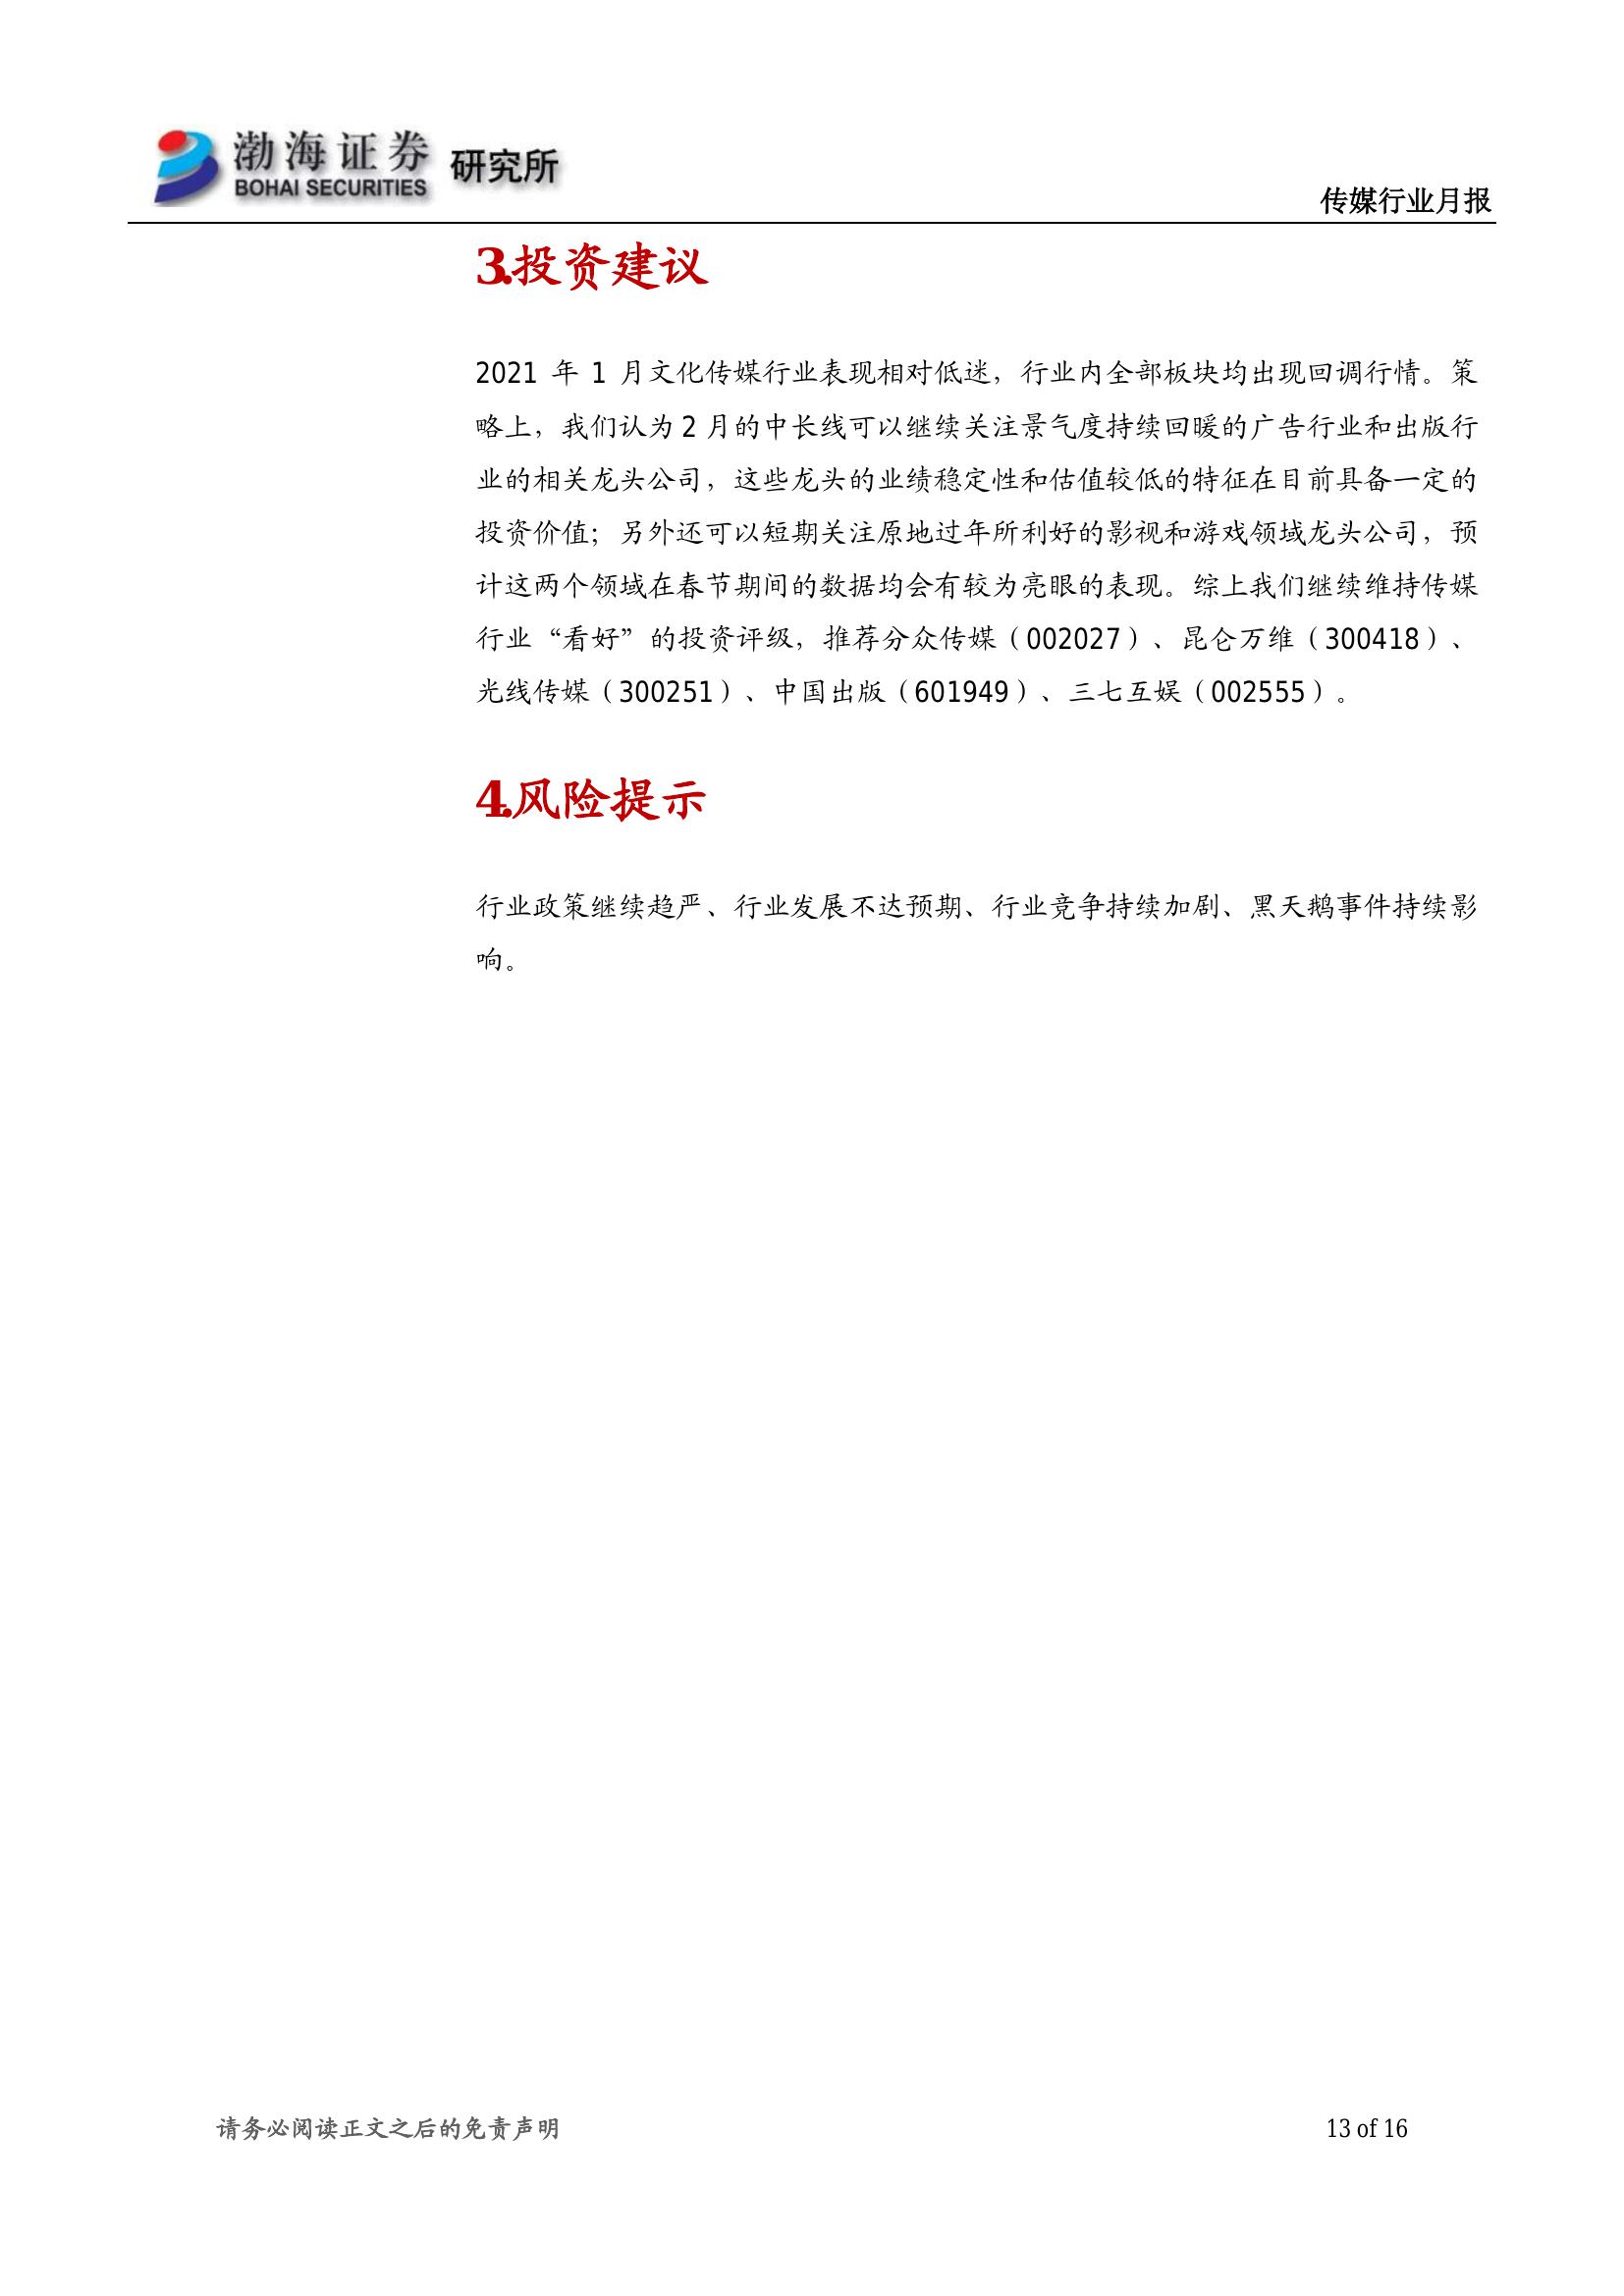 渤海证券 研究所
BOHAI SECURITIES
传媒行业月报
3.投资建议
2021 年 1 月文化传媒行业表现相对低迷，行业内全部板块均出现回调行情。策
略上，我们认为 2 月的中长线可以继续关注景气度持续回暖的广告行业和出版行
业的相关龙头公司，这些龙头的业绩稳定性和估值较低的特征在目前具备一定的
投资价值；另外还可以短期关注原地过年所利好的影视和游戏领域龙头公司，预
计这两个领域在春节期间的数据均会有较为亮眼的表现。综上我们继续维持传媒
行业“看好”的投资评级，推荐分众传媒（002027）、昆仑万维（300418）、
光线传媒（300251）、中国出版（601949）、三七互娱（002555）。
4.风险提示
行业政策继续趋严、行业发展不达预期、行业竞争持续加剧、黑天鹅事件持续影
响。
请务必阅读正文之后的免责声明
13 of 16